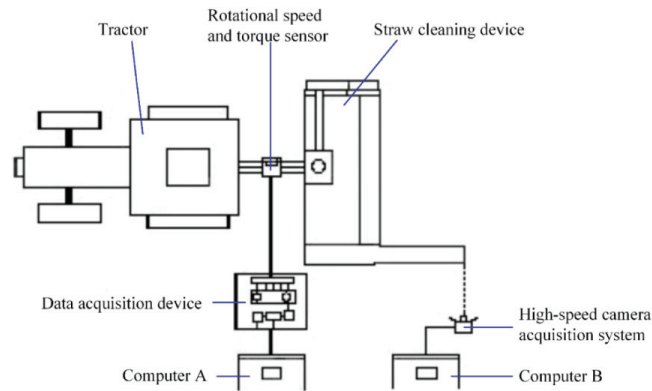 Tractor
Rotational speed
and torque sensor
Straw cleaning device
Data acquisition device
High-speed camera
acquisition system
Computer A
Computer B